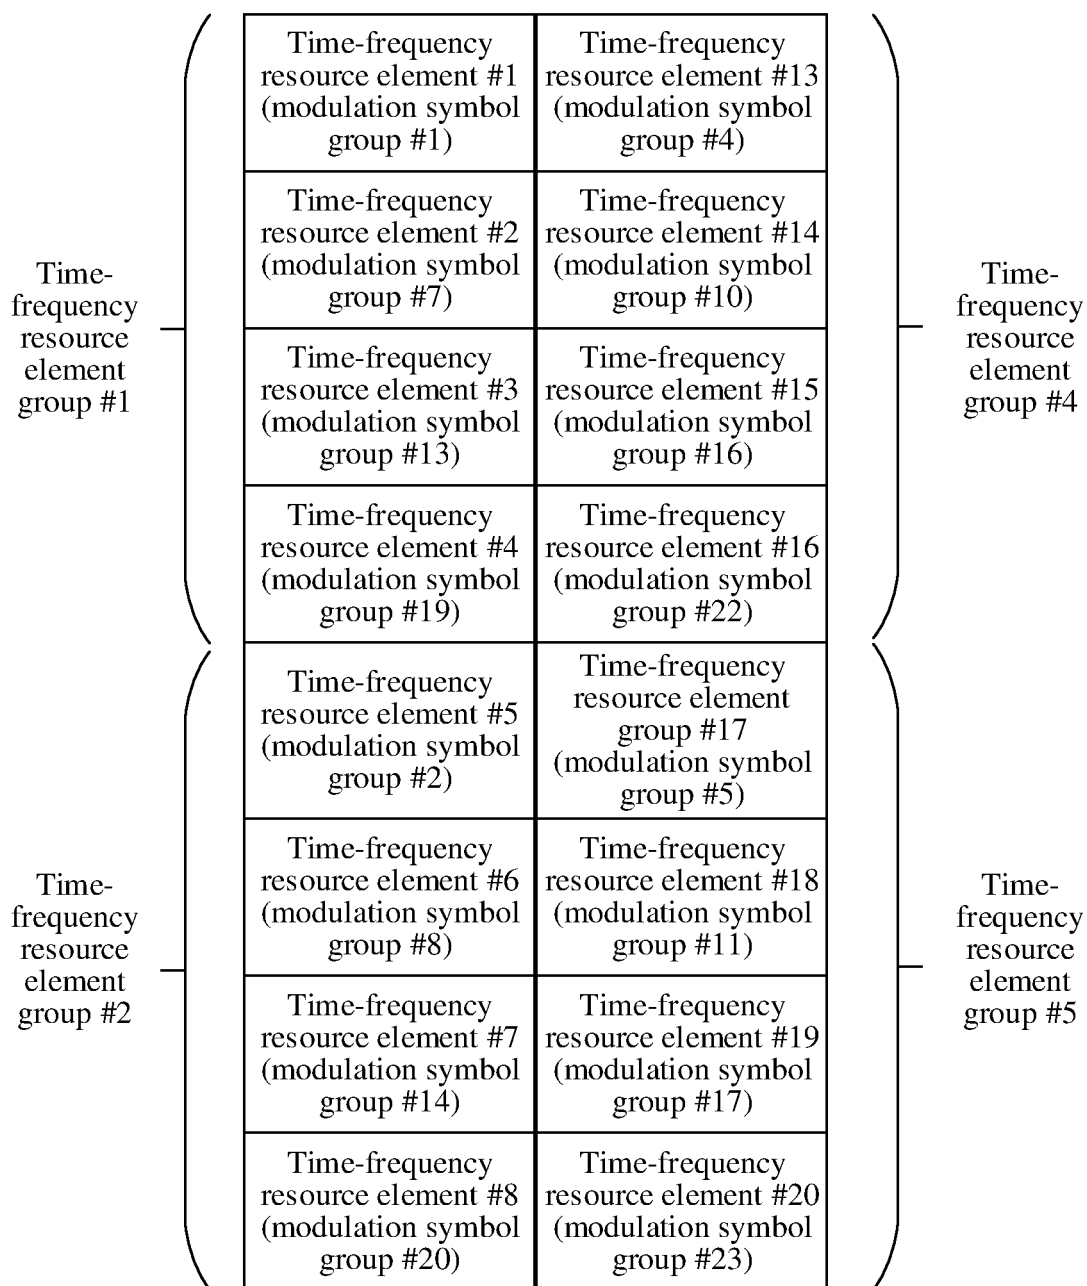 Time-
frequency
resource
element
group #1
Time-frequency
resource element #1
(modulation symbol
group #1)
Time-frequency
resource element #13
(modulation symbol
group #4)
Time-frequency
resource element #2
(modulation symbol
group #7)
Time-frequency
resource element #14
(modulation symbol
group #10)
Time-frequency
resource element #3
(modulation symbol
group #13)
Time-frequency
resource element #15
(modulation symbol
group #16)
Time-frequency
resource element #4
(modulation symbol
group #19)
Time-frequency
resource element #16
(modulation symbol
group #22)
Time-
frequency
resource
element
group #4
Time-
frequency
resource
element
group #2
Time-frequency
resource element #5
(modulation symbol
group #2)
Time-frequency
resource element
group #17
(modulation symbol
group #5)
Time-frequency
resource element #6
(modulation symbol
group #8)
Time-frequency
resource element #18
(modulation symbol
group #11)
Time-frequency
resource element #7
(modulation symbol
group #14)
Time-frequency
resource element #19
(modulation symbol
group #17)
Time-frequency
resource element #8
(modulation symbol
group #20)
Time-frequency
resource element #20
(modulation symbol
group #23)
Time-
frequency
resource
element
group #5